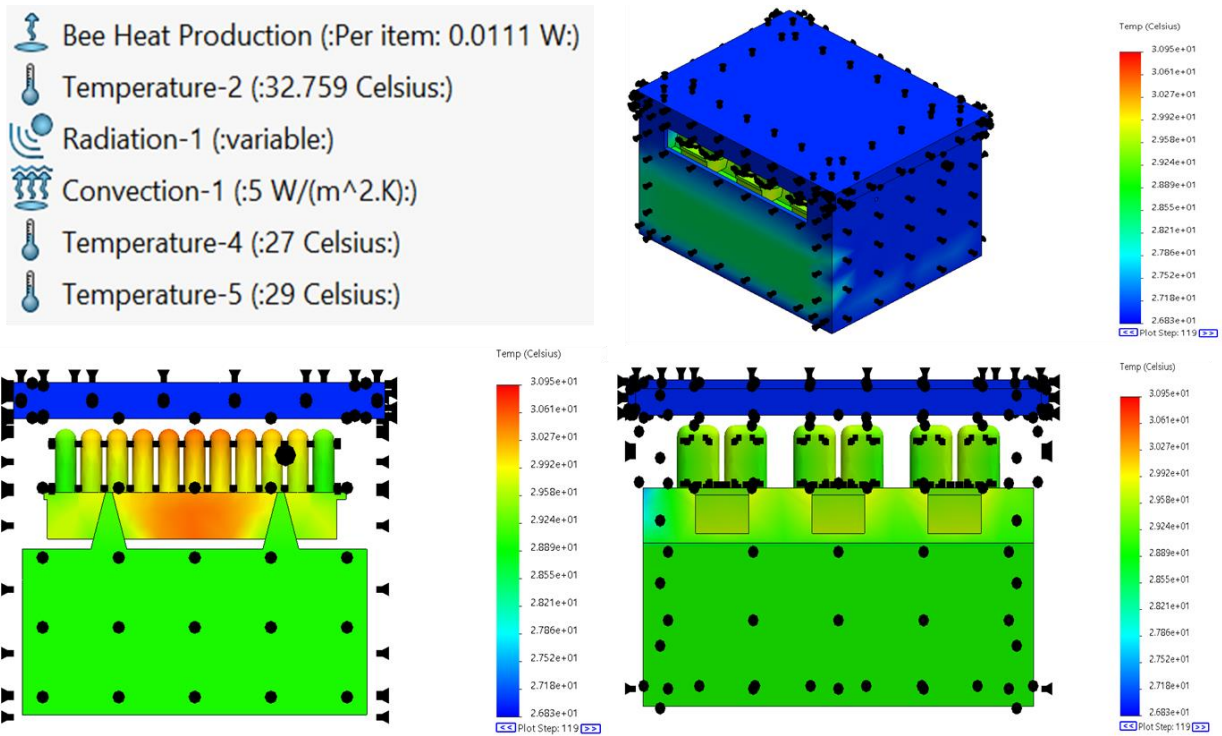 Bee Heat Production (:Per item: 0.0111 W:)
Temperature-2 (:32.759 Celsius:)
Radiation-1 (:variable:)
Convection-1 (:5 W/(m^2.K):)
Temperature-4 (:27 Celsius:)
Temperature-5 (:29 Celsius:)
Temp (Celsius)
3.095e+01
3.061e+01
3.027e+01
2.992e+01
2.958e+01
2.924e+01
2.889e+01
2.855e+01
2.821e+01
2.786e+01
2.752e+01
2.718e+01
2.683e+01
<< Plot Step: 119 >>
Temp (Celsius)
3.095e+01
3.061e+01
3.027e+01
2.992e+01
2.958e+01
2.924e+01
2.889e+01
2.855e+01
2.821e+01
2.786e+01
2.752e+01
2.718e+01
2.683e+01
<< Plot Step: 119 >>
Temp (Celsius)
3.095e+01
3.061e+01
3.027e+01
2.992e+01
2.958e+01
2.924e+01
2.889e+01
2.855e+01
2.821e+01
2.786e+01
2.752e+01
2.718e+01
2.683e+01
<< Plot Step: 119 >>